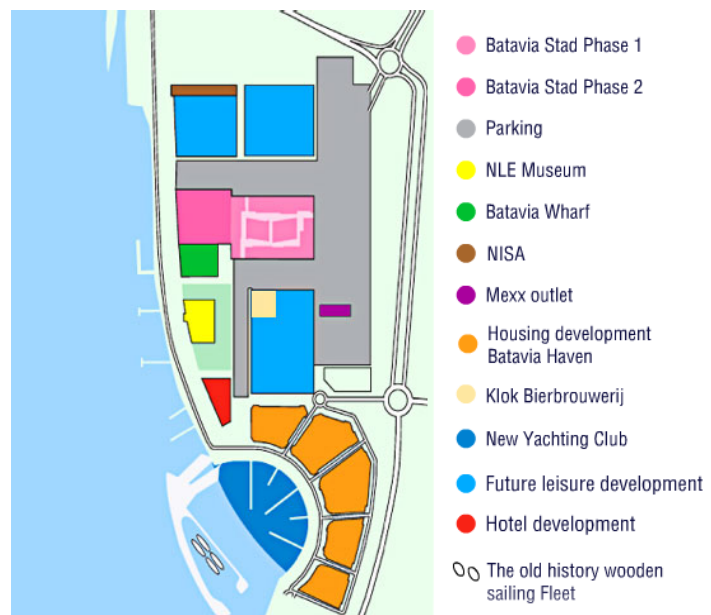 Batavia Stad Phase 1
Batavia Stad Phase 2
Parking
NLE Museum
Batavia Wharf
NISA
Mexx outlet
Housing development
Batavia Haven
Klok Bierbrouwerij
New Yachting Club
Future leisure development
Hotel development
The old history wooden
sailing Fleet